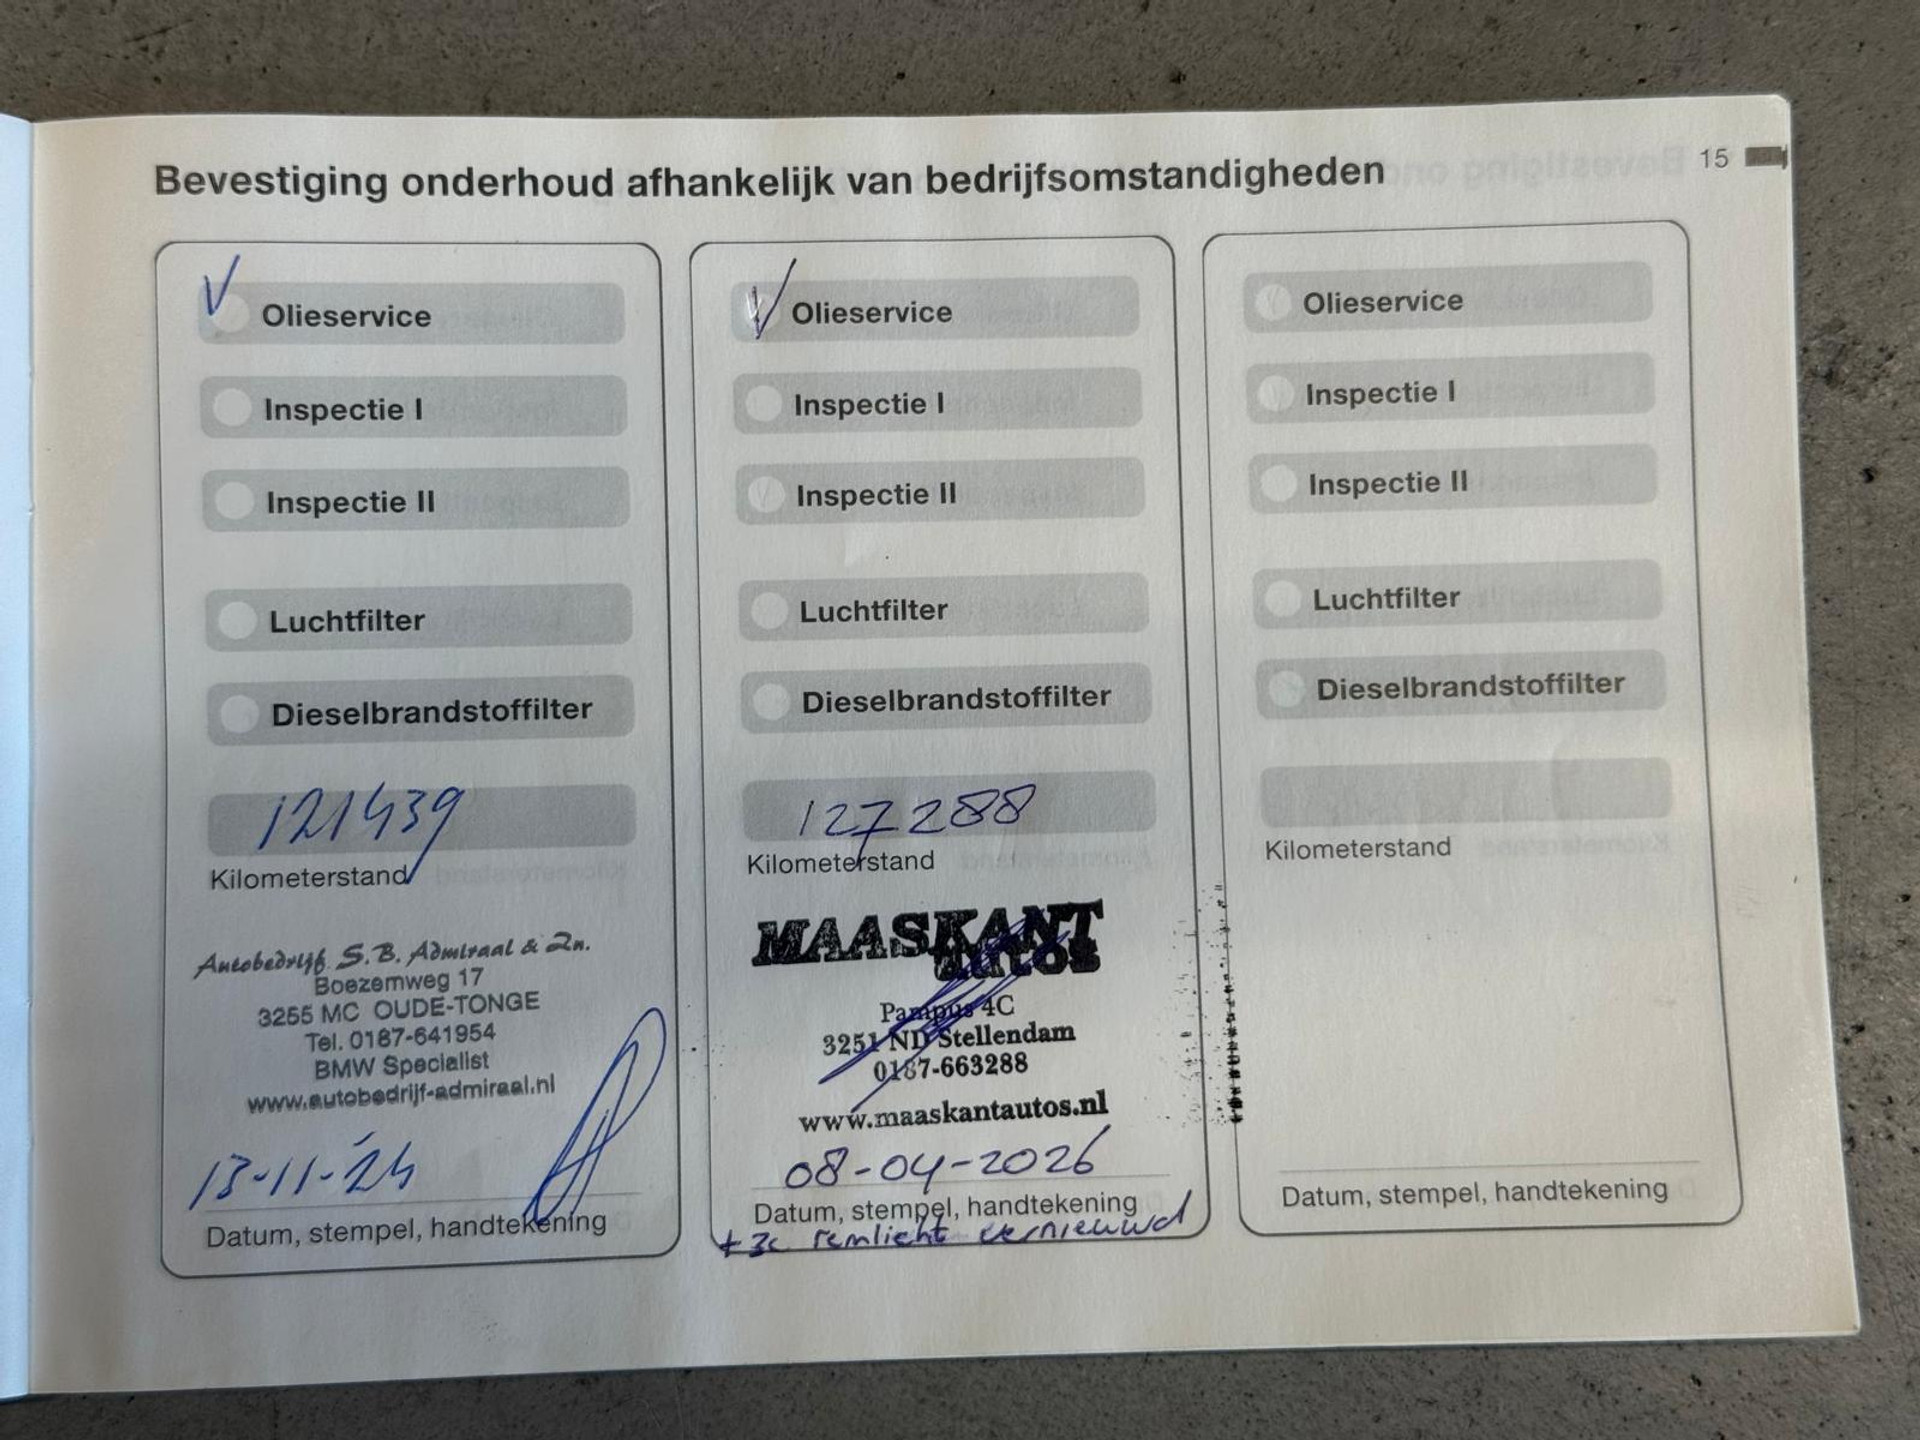 Bevestiging onderhoud afhankelijk van bedrijfsomstandigheden
15
Olieservice
Inspectie I
Inspectie II
Luchtfilter
Dieselbrandstoffilter
121439
Kilometerstand
Autobedrijf S.B. Admiraal & Zn.
Boezemweg 17
3255 MC OUDE-TONGE
Tel. 0187-641954
BMW Specialist
www.autobedrijf-admiraal.nl
13-11-24
Datum, stempel, handtekening
Olieservice
Inspectie I
Inspectie II
Luchtfilter
Dieselbrandstoffilter
127288
Kilometerstand
MAASKANT
autos
Pampus 4C
3251 ND Stellendam
0187-663288
www.maaskantautos.nl
08-04-2026
Datum, stempel, handtekening
+ 3e remlicht vernieuwd
Olieservice
Inspectie I
Inspectie II
Luchtfilter
Dieselbrandstoffilter
Kilometerstand
Datum, stempel, handtekening